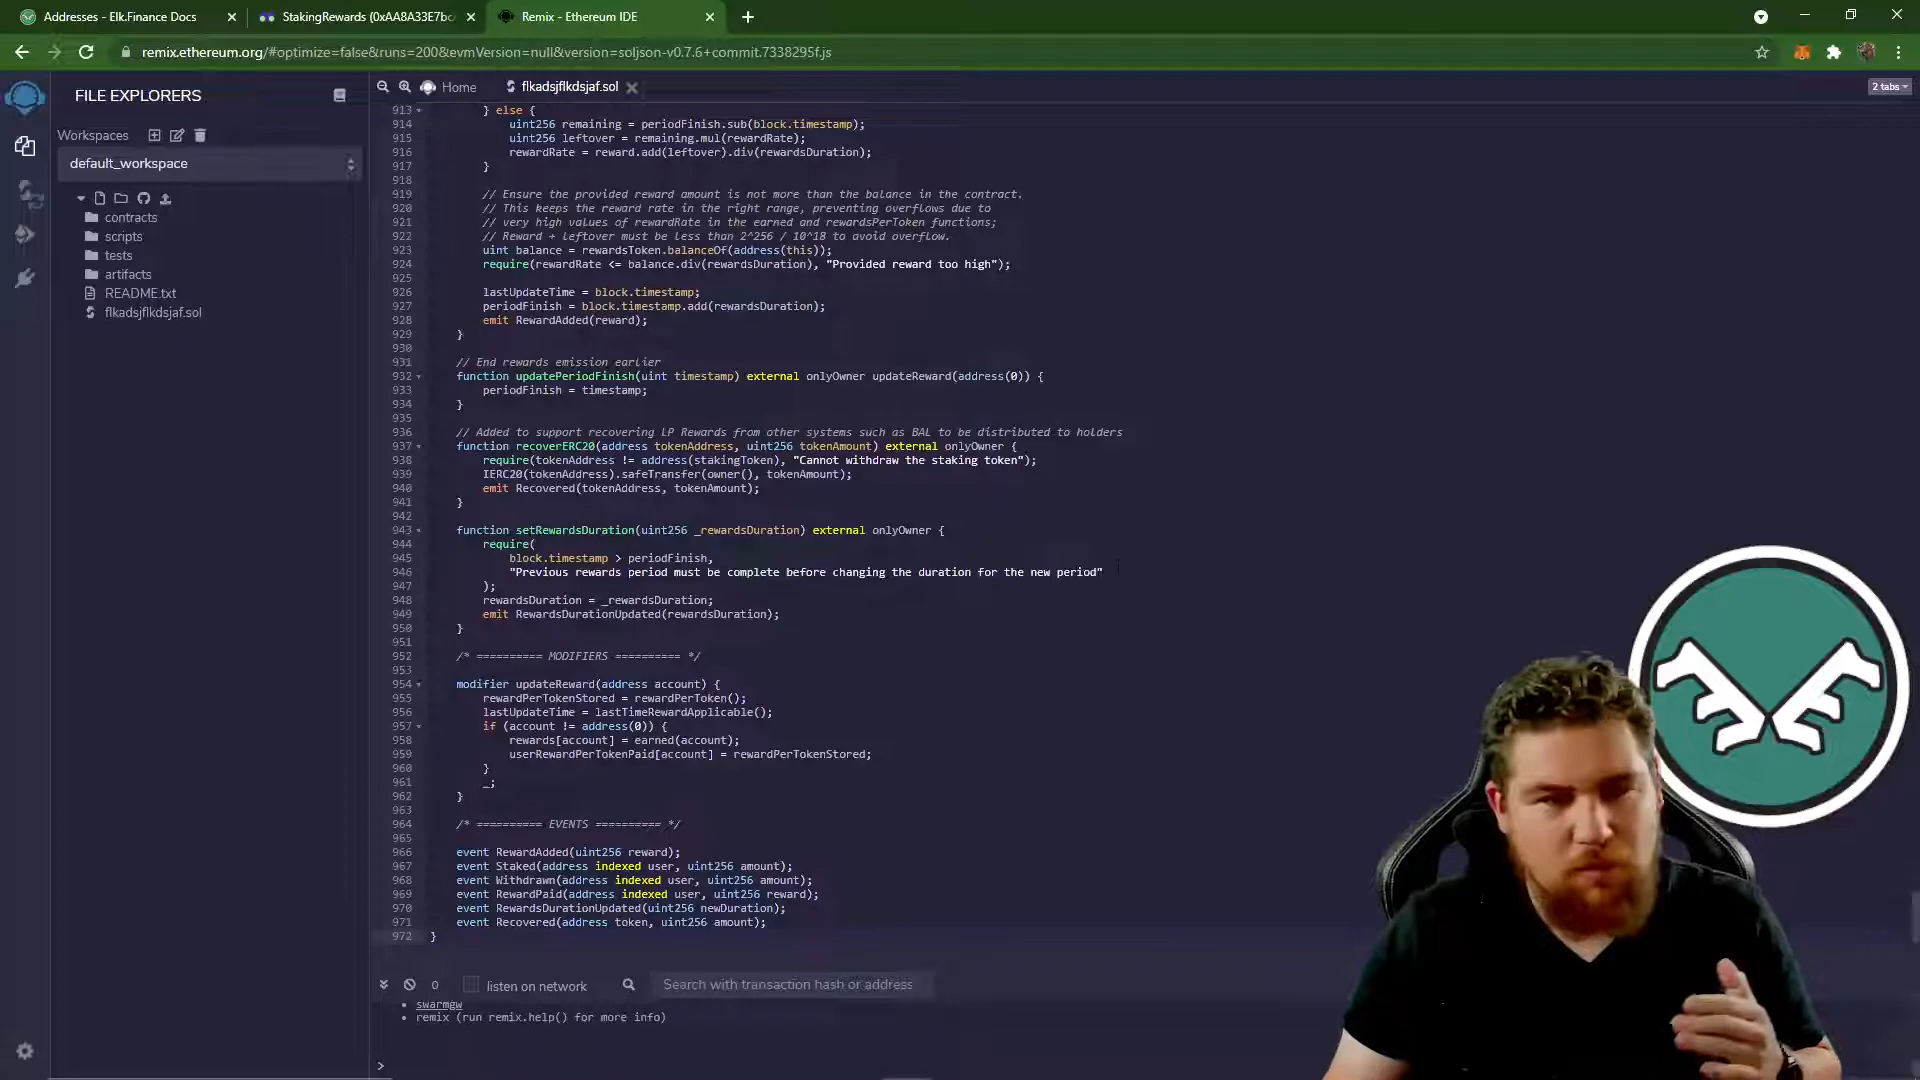 Addresses - Elk.Finance Docs
StakingRewards (0xAA8A33E7bc
Remix - Ethereum IDE
remix.ethereum.org/#optimize=false&runs=200&evmVersion=null&version=soljson-v0.7.6+commit.7338295f.js
FILE EXPLORERS
Workspaces
default_workspace
contracts
scripts
tests
artifacts
README.txt
flkadsjflkdsjaf.sol
Home
flkadsjflkdsjaf.sol
2 tabs
913 } else {
914 uint256 remaining = periodFinish.sub(block.timestamp);
915 uint256 leftover = remaining.mul(rewardRate);
916 rewardRate = reward.add(leftover).div(rewardsDuration);
917 }
918
919 // Ensure the provided reward amount is not more than the balance in the contract.
920 // This keeps the reward rate in the right range, preventing overflows due to
921 // very high values of rewardRate in the earned and rewardsPerToken functions;
922 // Reward + leftover must be less than 2^256 / 10^18 to avoid overflow.
923 uint balance = rewardsToken.balanceOf(address(this));
924 require(rewardRate <= balance.div(rewardsDuration), "Provided reward too high");
925
926 lastUpdateTime = block.timestamp;
927 periodFinish = block.timestamp.add(rewardsDuration);
928 emit RewardAdded(reward);
929 }
930
931 // End rewards emission earlier
932 function updatePeriodFinish(uint timestamp) external onlyOwner updateReward(address(0)) {
933 periodFinish = timestamp;
934 }
935
936 // Added to support recovering LP Rewards from other systems such as BAL to be distributed to holders
937 function recoverERC20(address tokenAddress, uint256 tokenAmount) external onlyOwner {
938 require(tokenAddress != address(stakingToken), "Cannot withdraw the staking token");
939 IERC20(tokenAddress).safeTransfer(owner(), tokenAmount);
940 emit Recovered(tokenAddress, tokenAmount);
941 }
942
943 function setRewardsDuration(uint256 _rewardsDuration) external onlyOwner {
944 require(
945 block.timestamp > periodFinish,
946 "Previous rewards period must be complete before changing the duration for the new period"
947 );
948 rewardsDuration = _rewardsDuration;
949 emit RewardsDurationUpdated(rewardsDuration);
950 }
951
952 /* ========== MODIFIERS ========== */
953
954 modifier updateReward(address account) {
955 rewardPerTokenStored = rewardPerToken();
956 lastUpdateTime = lastTimeRewardApplicable();
957 if (account != address(0)) {
958 rewards[account] = earned(account);
959 userRewardPerTokenPaid[account] = rewardPerTokenStored;
960 }
961 _;
962 }
963
964 /* ========== EVENTS ========== */
965
966 event RewardAdded(uint256 reward);
967 event Staked(address indexed user, uint256 amount);
968 event Withdrawn(address indexed user, uint256 amount);
969 event RewardPaid(address indexed user, uint256 reward);
970 event RewardsDurationUpdated(uint256 newDuration);
971 event Recovered(address token, uint256 amount);
972 }
0
listen on network
Search with transaction hash or address
swarmgw
remix (run remix.help() for more info)
>